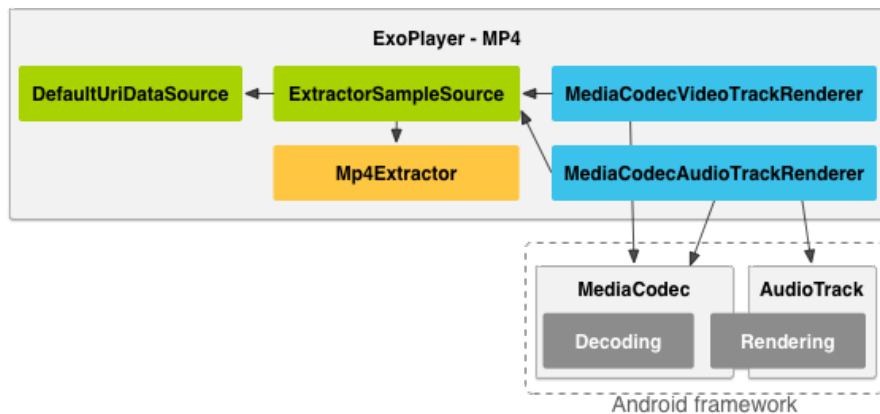 ExoPlayer - MP4
DefaultUriDataSource
ExtractorSampleSource
MediaCodecVideoTrackRenderer
Mp4Extractor
MediaCodecAudioTrackRenderer
MediaCodec
AudioTrack
Decoding
Rendering
Android framework